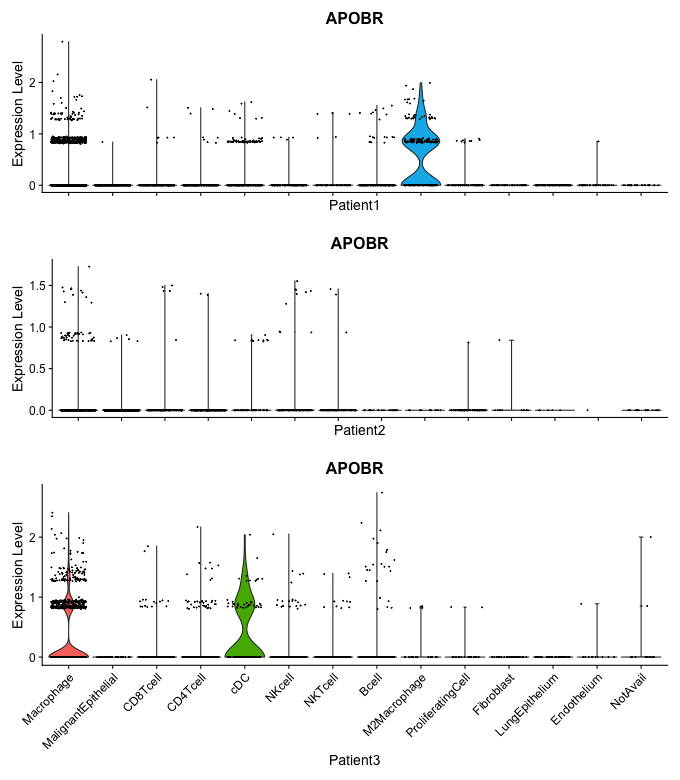 APOBR
Expression Level
2
1
0
Patient1
APOBR
Expression Level
1.5
1.0
0.5
0.0
Patient2
APOBR
Expression Level
2
1
0
Macrophage
MalignantEpithelial
CD8Tcell
CD4Tcell
cDC
NKcell
NKTcell
Bcell
M2Macrophage
ProliferatingCell
Fibroblast
LungEpithelium
Endothelium
NotAvail
Patient3